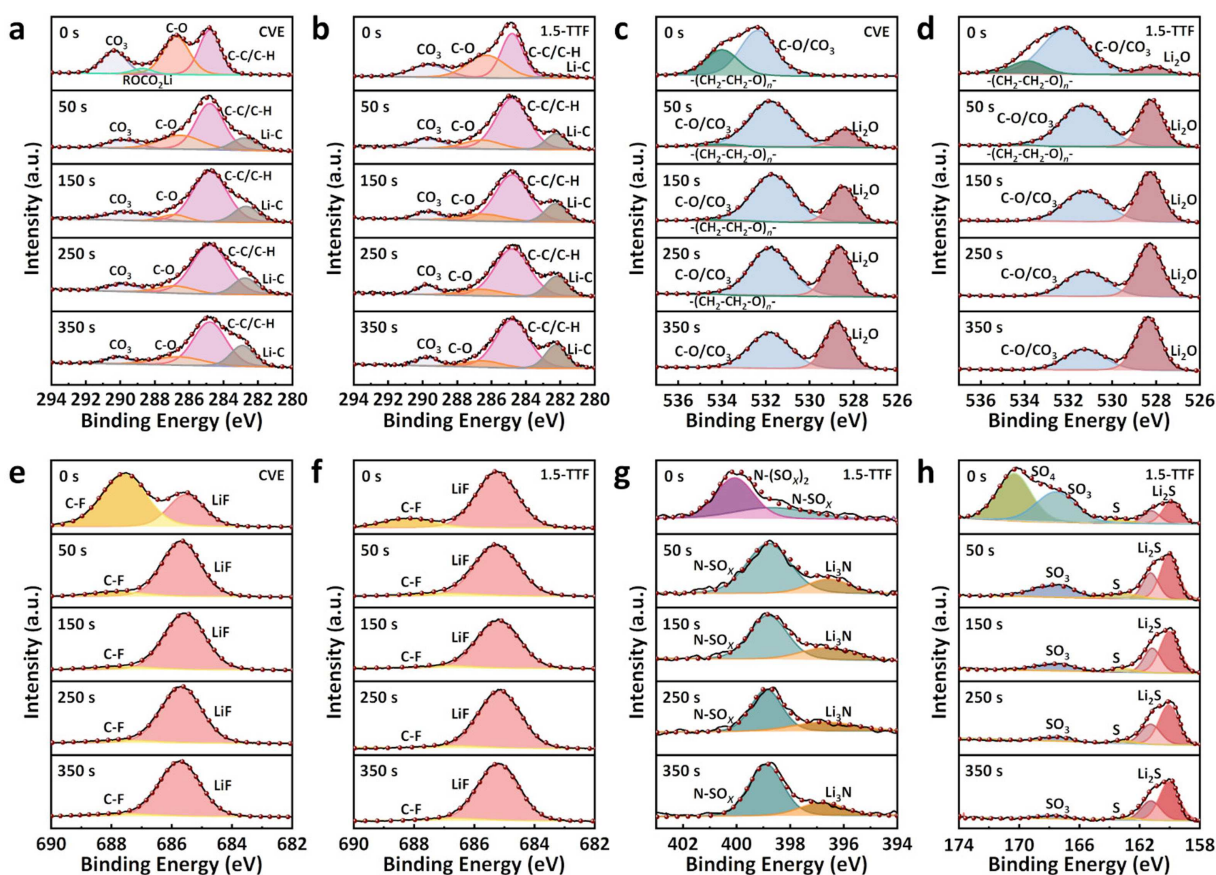 a
0 s
CO₃
C-O
CVE
C-C/C-H
ROCO₂Li
50 s
CO₃
C-O
C-C/C-H
Li-C
150 s
CO₃
C-O
C-C/C-H
Li-C
250 s
CO₃
C-O
C-C/C-H
Li-C
350 s
CO₃
C-O
C-C/C-H
Li-C
294 292 290 288 286 284 282 280
Binding Energy (eV)
Intensity (a.u.)
b
0 s
1.5-TTF
CO₃
C-O
C-C/C-H
Li-C
50 s
CO₃
C-O
C-C/C-H
Li-C
150 s
CO₃
C-O
C-C/C-H
Li-C
250 s
CO₃
C-O
C-C/C-H
Li-C
350 s
CO₃
C-O
C-C/C-H
Li-C
294 292 290 288 286 284 282 280
Binding Energy (eV)
Intensity (a.u.)
c
0 s
CVE
C-O/CO₃
-(CH₂-CH₂-O)ₙ-
50 s
C-O/CO₃
Li₂O
-(CH₂-CH₂-O)ₙ-
150 s
C-O/CO₃
Li₂O
-(CH₂-CH₂-O)ₙ-
250 s
C-O/CO₃
Li₂O
-(CH₂-CH₂-O)ₙ-
350 s
C-O/CO₃
Li₂O
536 534 532 530 528 526
Binding Energy (eV)
Intensity (a.u.)
d
0 s
1.5-TTF
C-O/CO₃
Li₂O
-(CH₂-CH₂-O)ₙ-
50 s
C-O/CO₃
Li₂O
-(CH₂-CH₂-O)ₙ-
150 s
C-O/CO₃
Li₂O
250 s
C-O/CO₃
Li₂O
350 s
C-O/CO₃
Li₂O
536 534 532 530 528 526
Binding Energy (eV)
Intensity (a.u.)
e
0 s
CVE
C-F
LiF
50 s
C-F
LiF
150 s
C-F
LiF
250 s
C-F
LiF
350 s
C-F
LiF
690 688 686 684 682
Binding Energy (eV)
Intensity (a.u.)
f
0 s
1.5-TTF
C-F
LiF
50 s
C-F
LiF
150 s
C-F
LiF
250 s
C-F
LiF
350 s
C-F
LiF
690 688 686 684 682
Binding Energy (eV)
Intensity (a.u.)
g
0 s
1.5-TTF
N-(SOₓ)₂
N-SOₓ
50 s
N-SOₓ
Li₃N
150 s
N-SOₓ
Li₃N
250 s
N-SOₓ
Li₃N
350 s
N-SOₓ
Li₃N
402 400 398 396 394
Binding Energy (eV)
Intensity (a.u.)
h
0 s
1.5-TTF
SO₄
SO₃
S
Li₂S
50 s
SO₃
S
Li₂S
150 s
SO₃
S
Li₂S
250 s
SO₃
S
Li₂S
350 s
SO₃
S
Li₂S
174 170 166 162 158
Binding Energy (eV)
Intensity (a.u.)